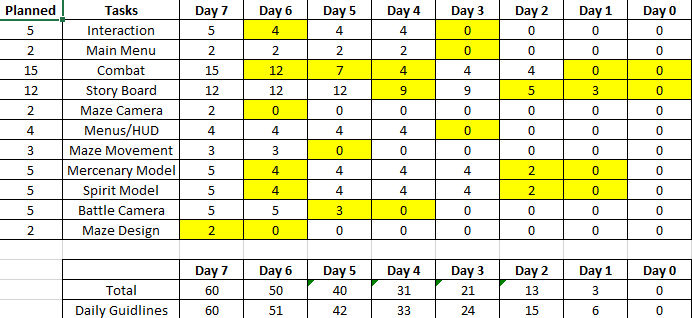 Planned Tasks Day 7 Day 6 Day 5 Day 4 Day 3 Day 2 Day 1 Day 0
5 Interaction 5 4 4 4 0 0 0 0
2 Main Menu 2 2 2 2 0 0 0 0
15 Combat 15 12 7 4 4 4 0 0
12 Story Board 12 12 12 9 9 5 3 0
2 Maze Camera 2 0 0 0 0 0 0 0
4 Menus/HUD 4 4 4 4 0 0 0 0
3 Maze Movement 3 3 0 0 0 0 0 0
5 Mercenary Model 5 4 4 4 4 2 0 0
5 Spirit Model 5 4 4 4 4 2 0 0
5 Battle Camera 5 5 3 0 0 0 0 0
2 Maze Design 2 0 0 0 0 0 0 0
Day 7 Day 6 Day 5 Day 4 Day 3 Day 2 Day 1 Day 0
Total 60 50 40 31 21 13 3 0
Daily Guidlines 60 51 42 33 24 15 6 0